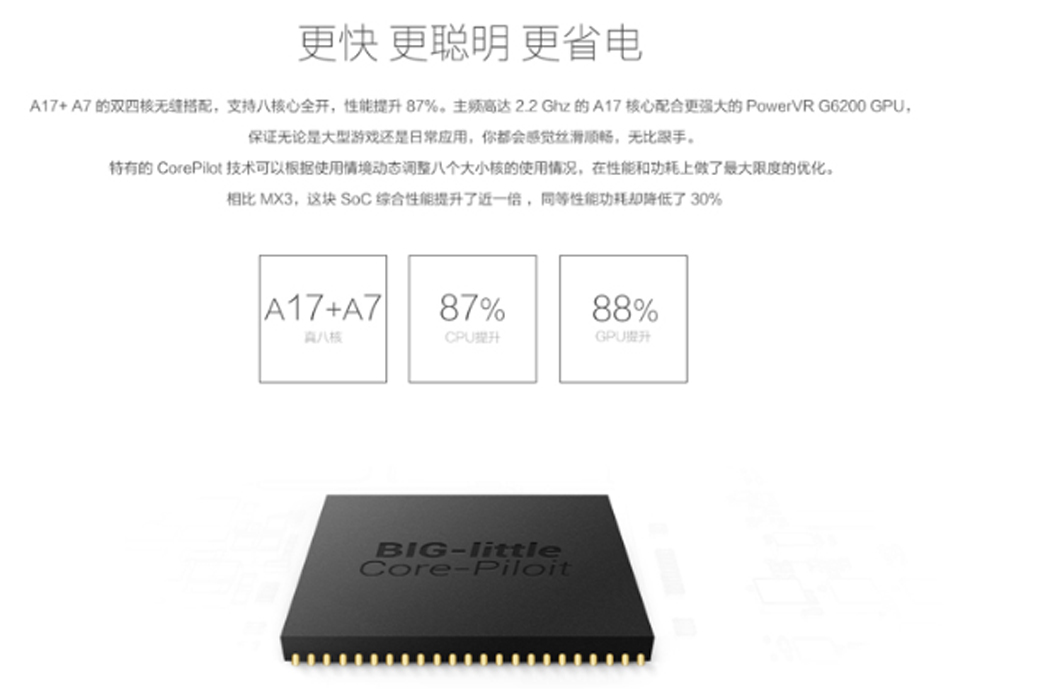 更快 更聪明 更省电
A17+ A7 的双四核无缝搭配，支持八核心全开，性能提升 87%。主频高达 2.2 Ghz 的 A17 核心配合更强大的 PowerVR G6200 GPU，
保证无论是大型游戏还是日常应用，你都会感觉丝滑顺畅，无比跟手。
特有的 CorePilot 技术可以根据使用情境动态调整八个大小核的使用情况，在性能和功耗上做了最大限度的优化。
相比 MX3，这块 SoC 综合性能提升了近一倍 ，同等性能功耗却降低了 30%
A17+A7
真八核
87%
CPU提升
88%
GPU提升
BIG-little
Core-Piloit